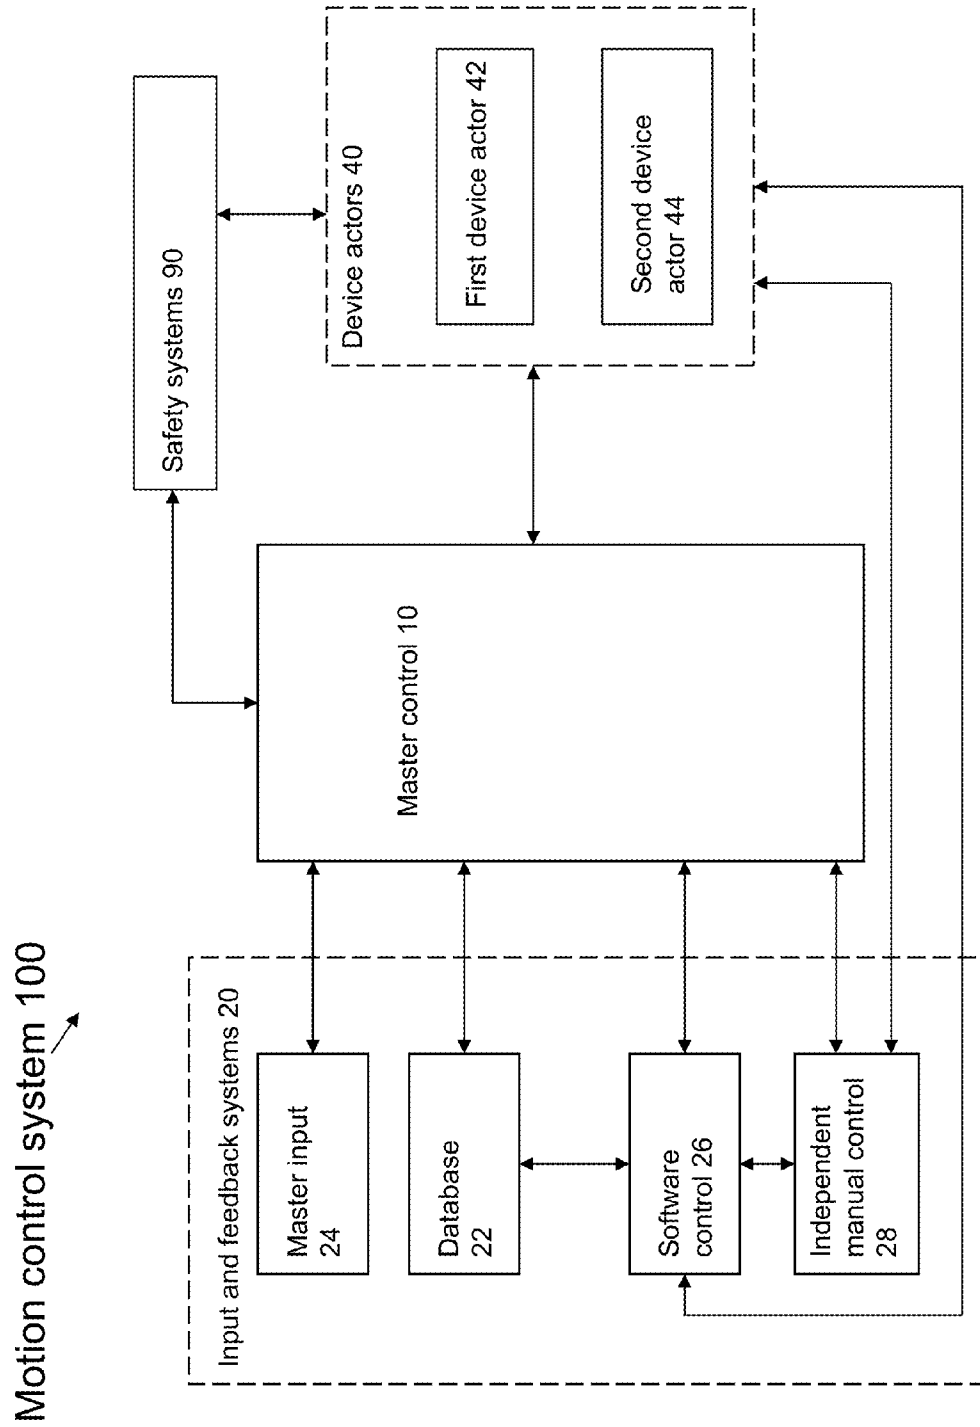 Motion control system 100
Input and feedback systems 20
Master input
24
Database
22
Software
control 26
Independent
manual control
28
Master control 10
Safety systems 90
Device actors 40
First device actor 42
Second device
actor 44